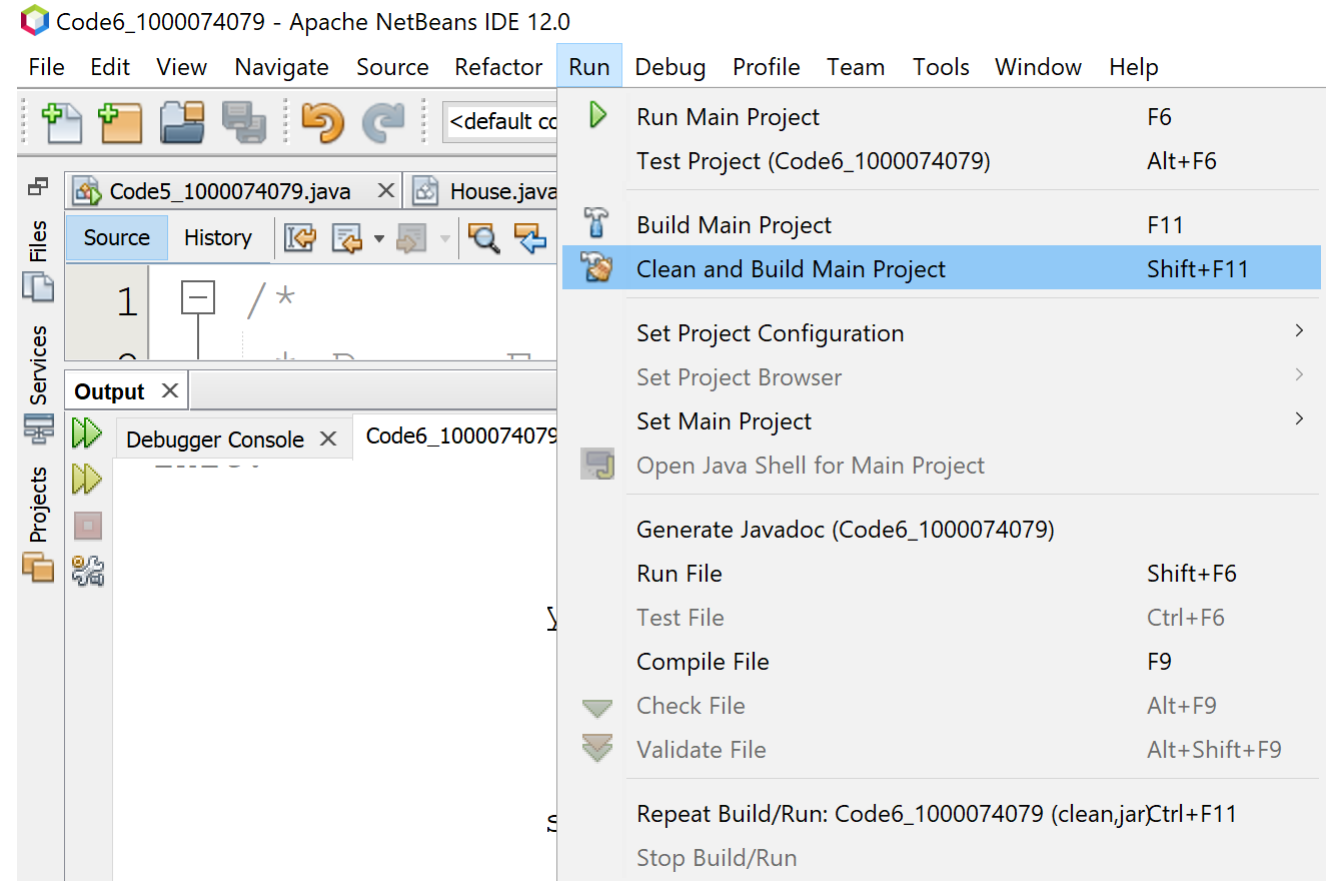 Code6_1000074079 - Apache NetBeans IDE 12.0
File Edit View Navigate Source Refactor Run Debug Profile Team Tools Window Help
<default co
Run Main Project F6
Test Project (Code6_1000074079) Alt+F6
Build Main Project F11
Clean and Build Main Project Shift+F11
Set Project Configuration
Set Project Browser
Set Main Project
Open Java Shell for Main Project
Generate Javadoc (Code6_1000074079)
Run File Shift+F6
Test File Ctrl+F6
Compile File F9
Check File Alt+F9
Validate File Alt+Shift+F9
Repeat Build/Run: Code6_1000074079 (clean,jar) Ctrl+F11
Stop Build/Run
Files
Services
Projects
Code5_1000074079.java House.java
Source History
1 /*
Output
Debugger Console Code6_1000074079